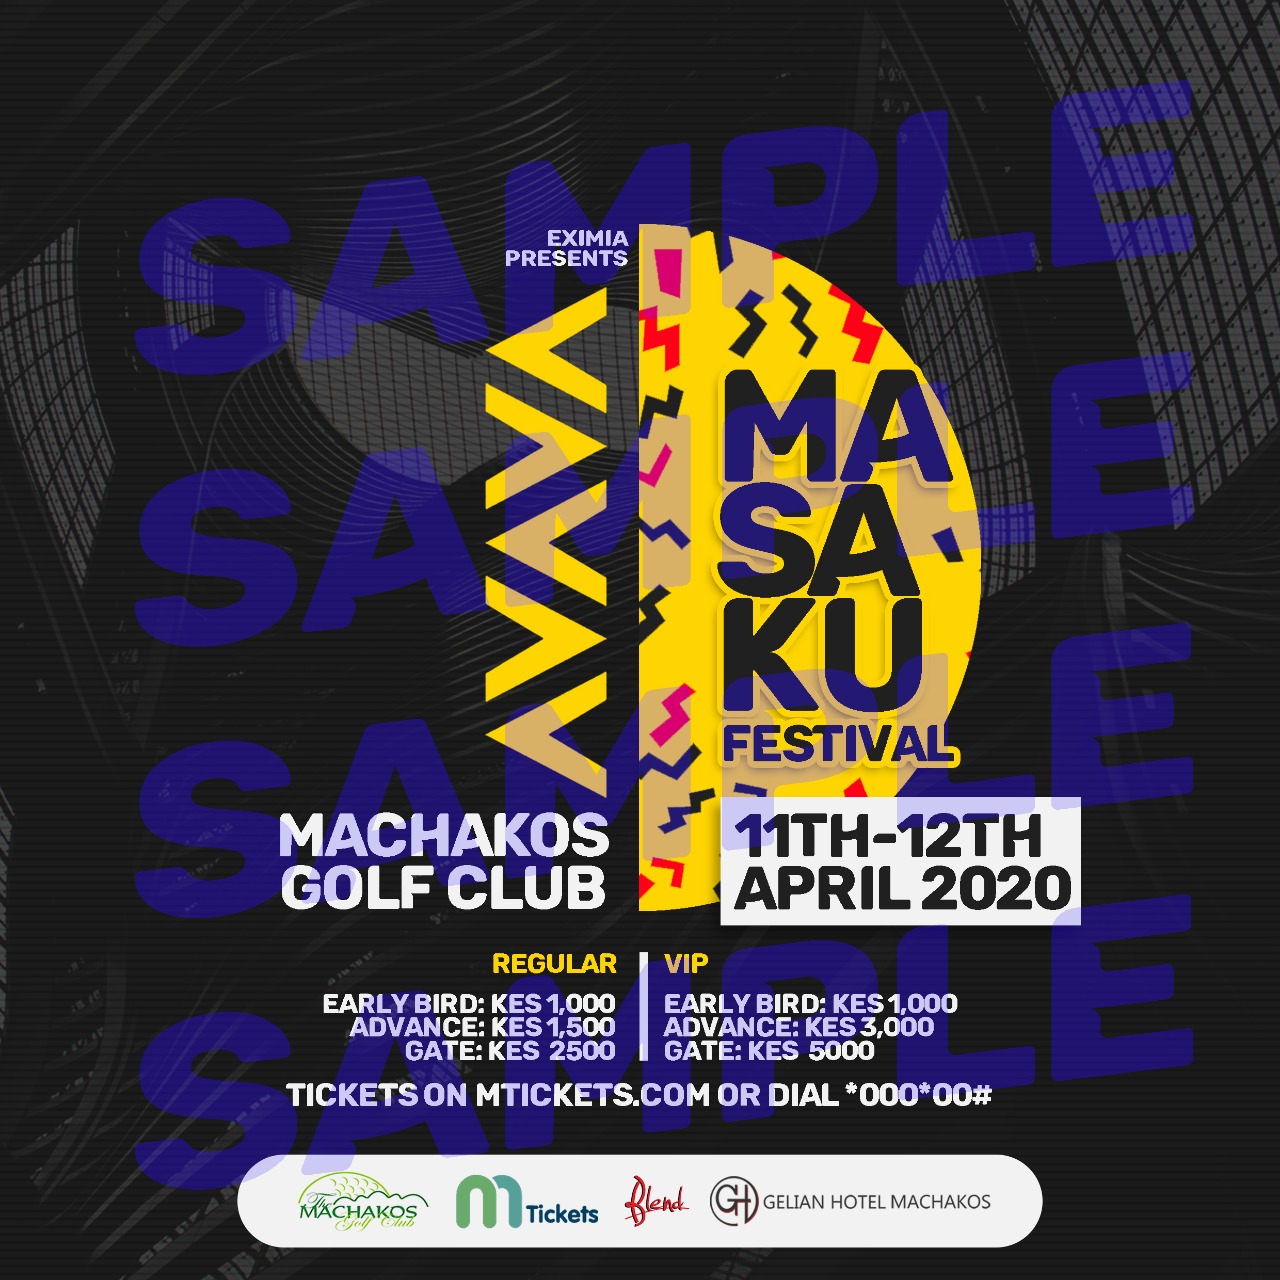 SAMPLE
SAMPLE
SAMPLE
SAMPLE
EXIMIA
PRESENTS
MA
SA
KU
FESTIVAL
MACHAKOS
GOLF CLUB
11TH-12TH
APRIL 2020
REGULAR
EARLY BIRD: KES 1,000
ADVANCE: KES 1,500
GATE: KES 2500
VIP
EARLY BIRD: KES 1,000
ADVANCE: KES 3,000
GATE: KES 5000
TICKETS ON MTICKETS.COM OR DIAL *000*00#
The
MACHAKOS
Golf Club
m Tickets
Blend
GH GELIAN HOTEL MACHAKOS